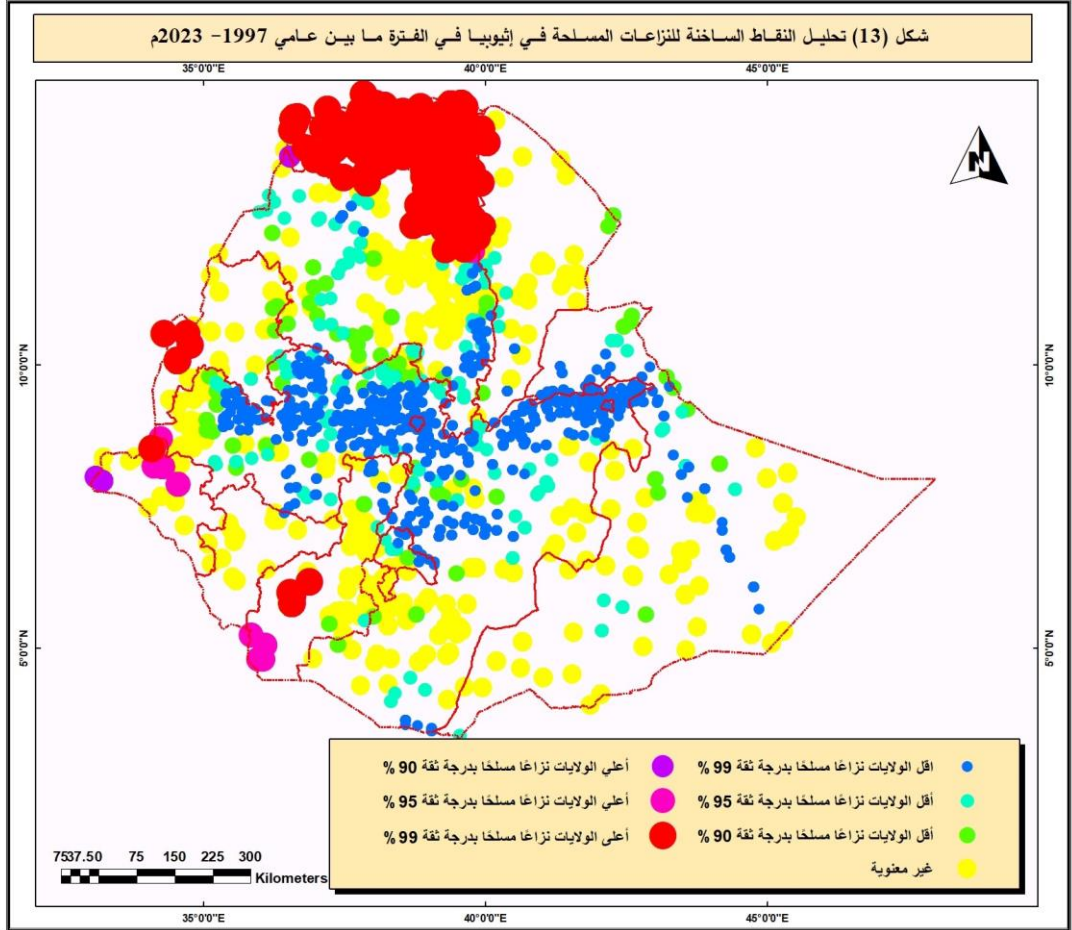 شكل (13) تحليل النقاط الساخنة للنزاعات المسلحة في إثيوبيا في الفترة ما بين عامي 1997- 2023م
35°0'0"E 40°0'0"E 45°0'0"E
N
10°0'0"N 10°0'0"N
5°0'0"N 5°0'0"N
اقل الولايات نزاعًا مسلحًا بدرجة ثقة 99 % أعلي الولايات نزاعًا مسلحًا بدرجة ثقة 90 %
أقل الولايات نزاعًا مسلحًا بدرجة ثقة 95 % أعلي الولايات نزاعًا مسلحًا بدرجة ثقة 95 %
أقل الولايات نزاعًا مسلحًا بدرجة ثقة 90 % أعلى الولايات نزاعًا مسلحًا بدرجة ثقة 99 %
غير معنوية
7537.50 75 150 225 300
Kilometers
35°0'0"E 40°0'0"E 45°0'0"E